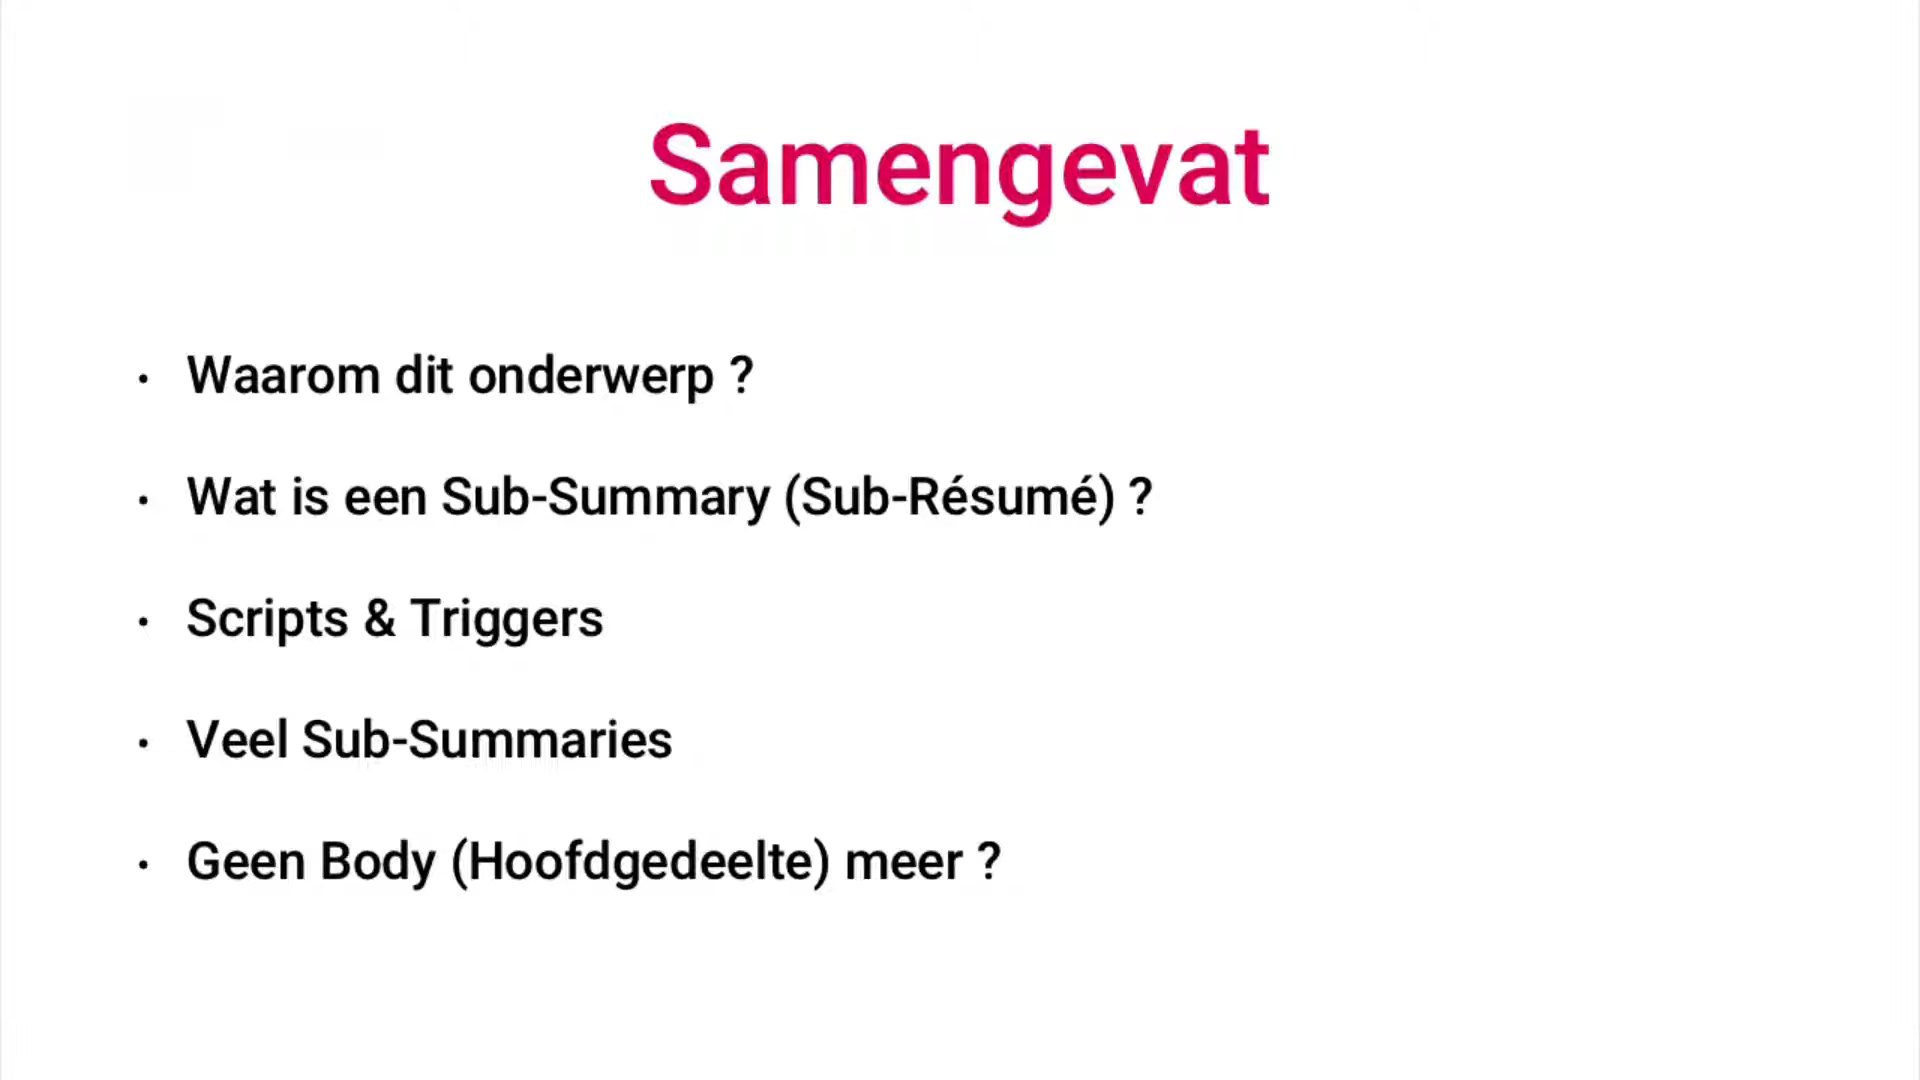 Samengevat
• Waarom dit onderwerp ?
• Wat is een Sub-Summary (Sub-Résumé) ?
• Scripts & Triggers
• Veel Sub-Summaries
• Geen Body (Hoofdgedeelte) meer ?